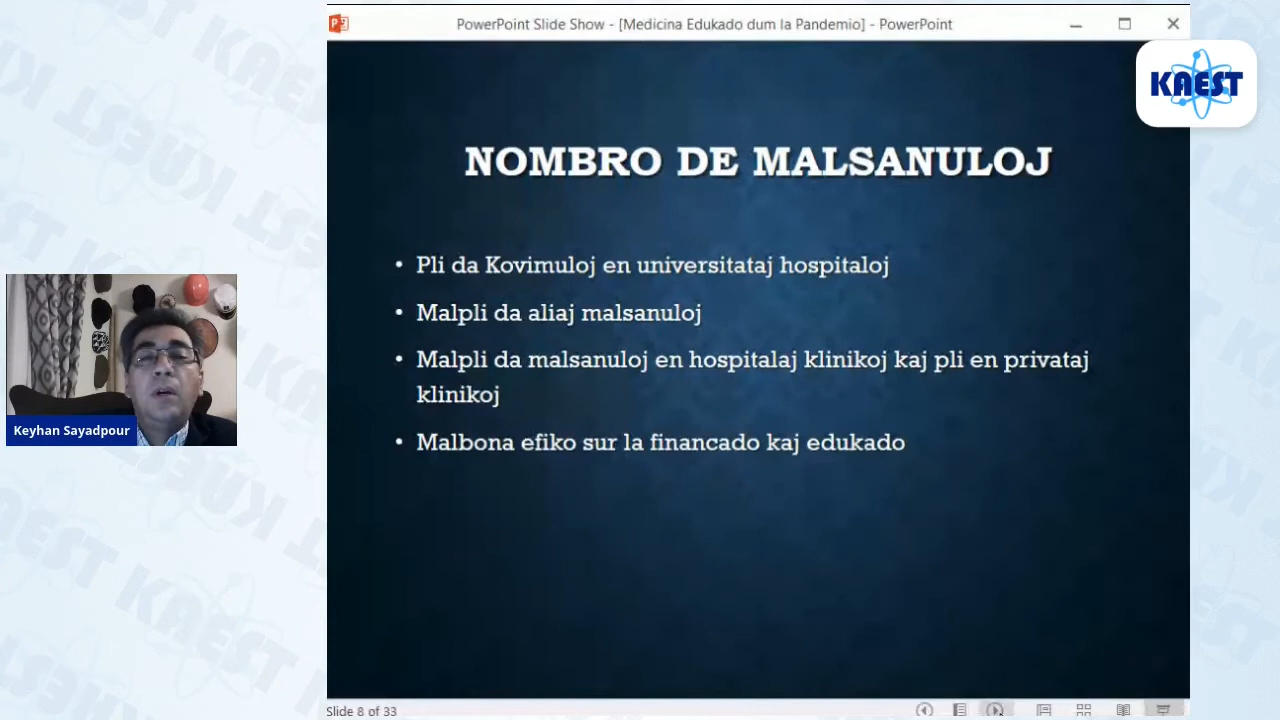 PowerPoint Slide Show - [Medicina Edukado dum la Pandemio] - PowerPoint
KAEST
NOMBRO DE MALSANULOJ
• Pli da Kovimuloj en universitataj hospitaloj
• Malpli da aliaj malsanuloj
• Malpli da malsanuloj en hospitalaj klinikoj kaj pli en privataj
klinikoj
• Malbona efiko sur la financado kaj edukado
Keyhan Sayadpour
Slide 8 of 33